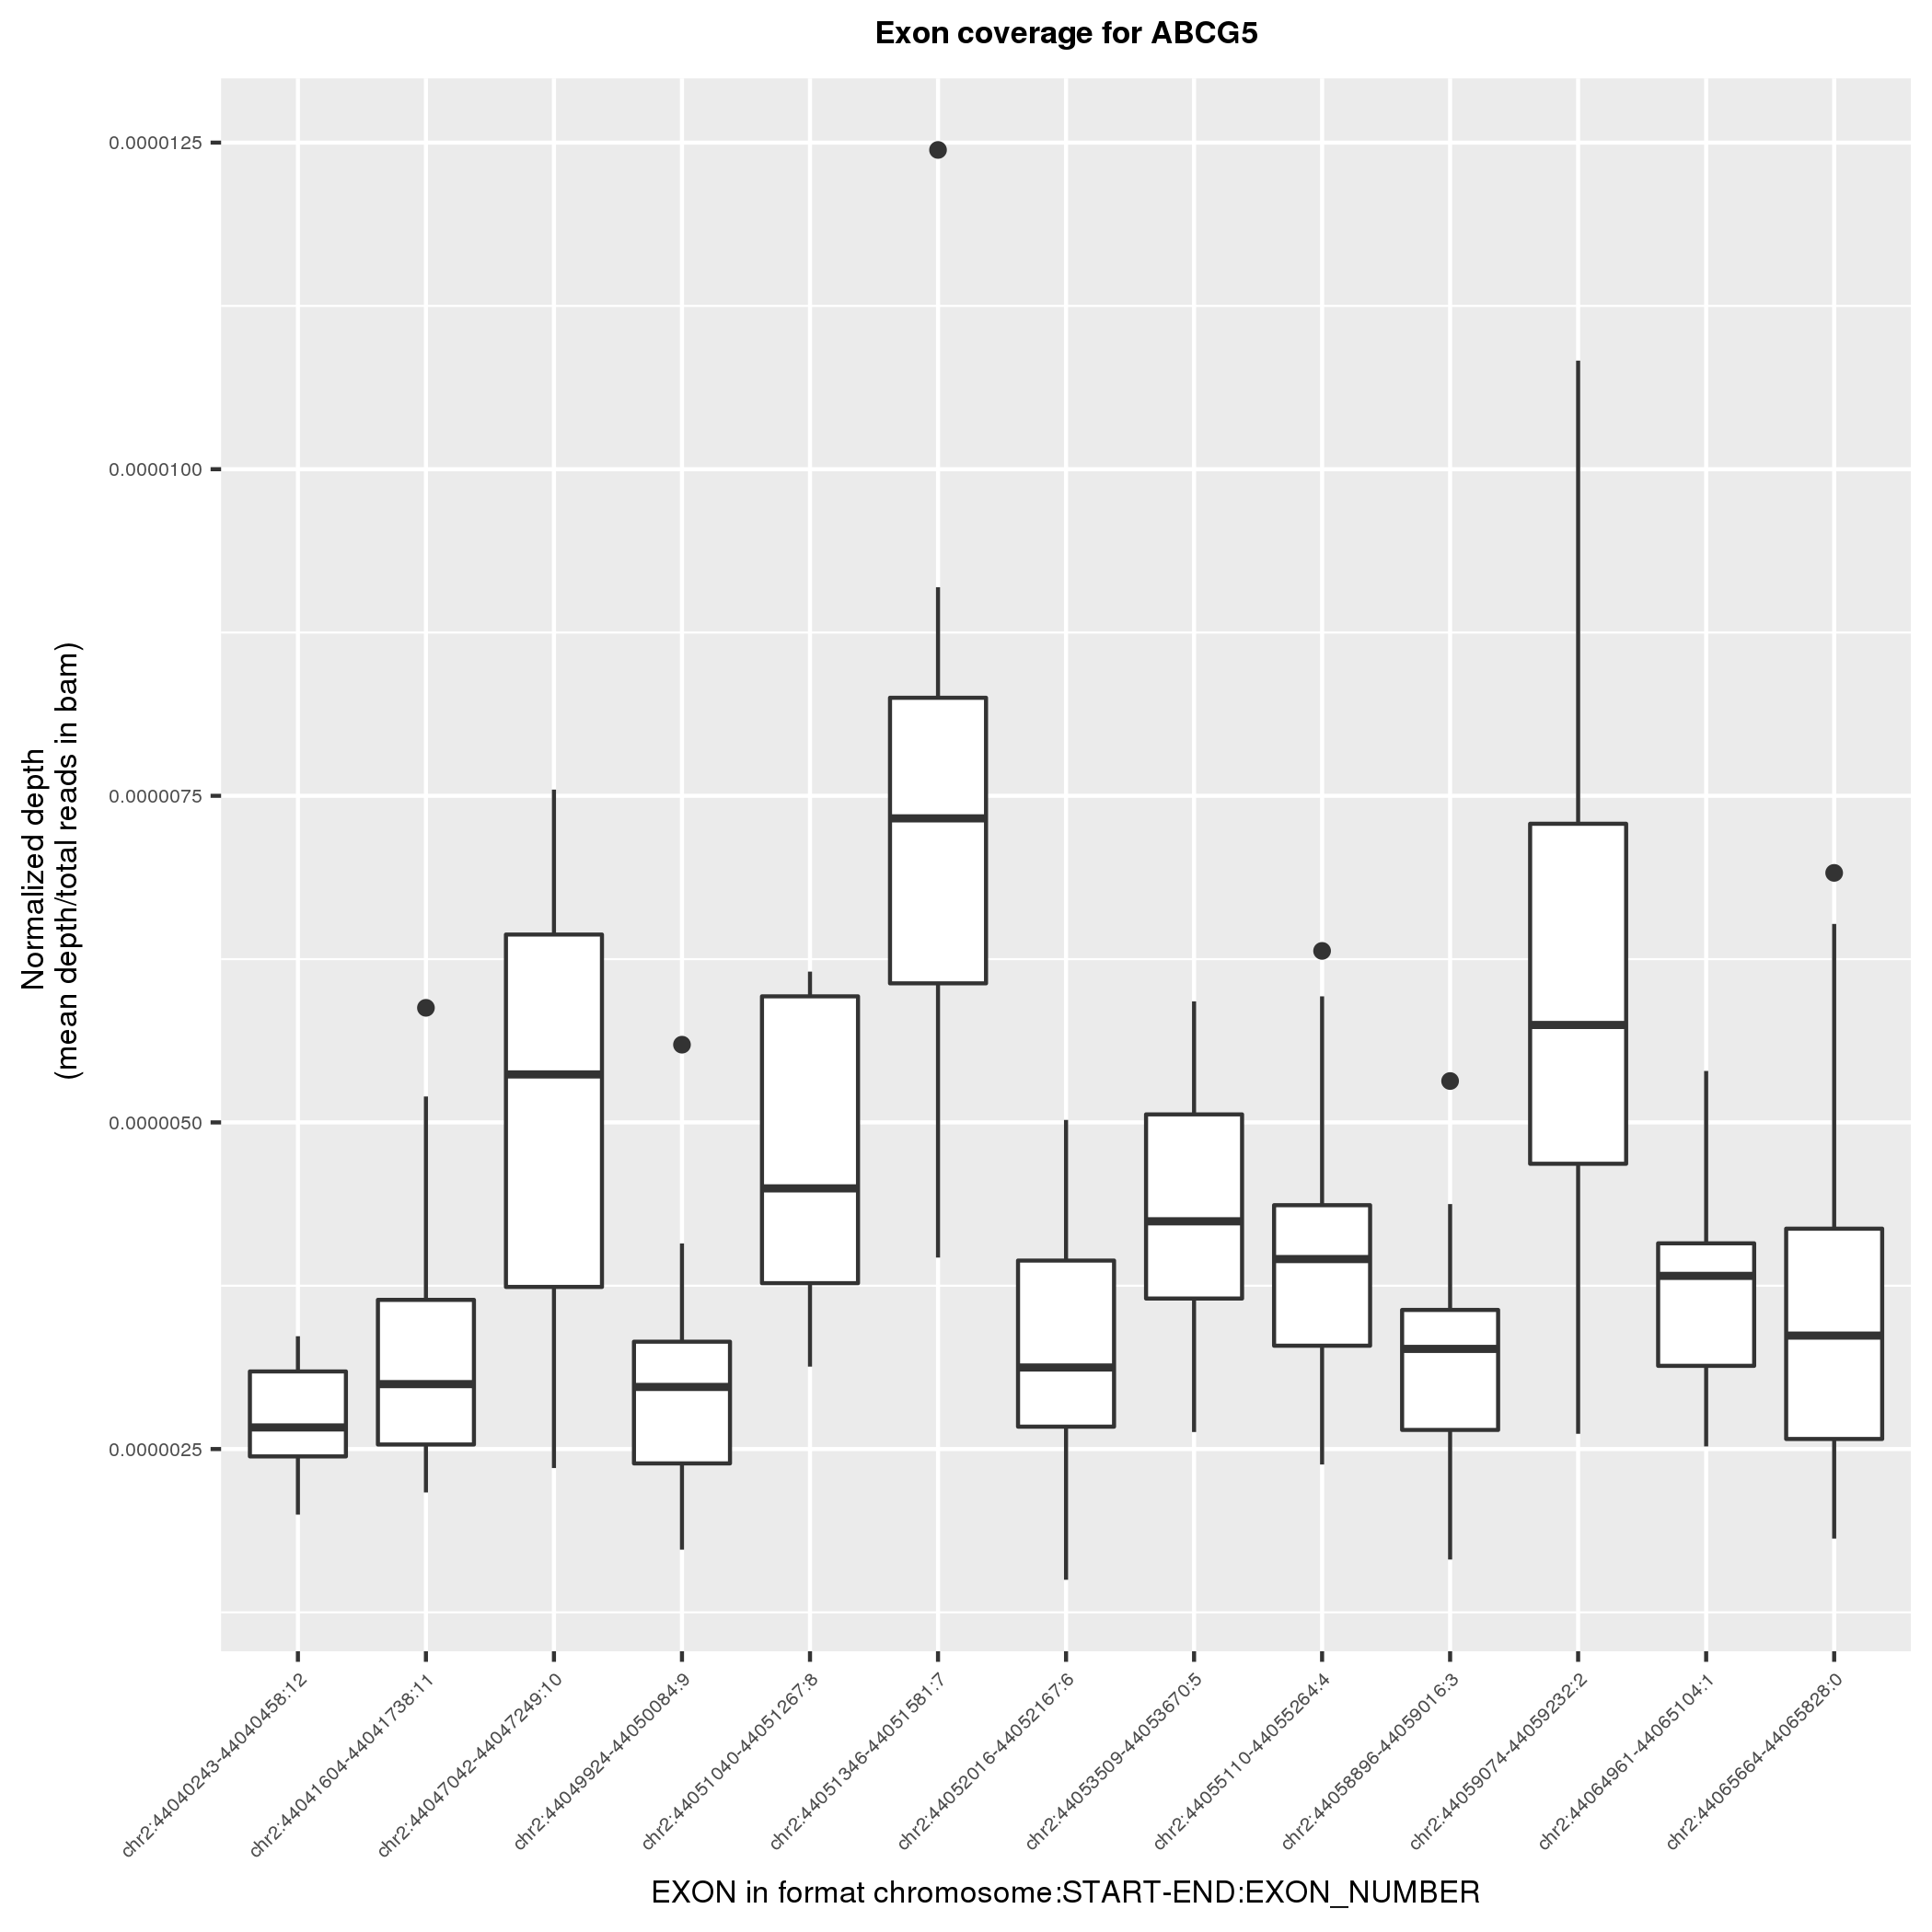 Exon coverage for ABCG5
0.0000125
0.0000100
0.0000075
0.0000050
0.0000025
Normalized depth
(mean depth/total reads in bam)
chr2:44040243-44040458:12
chr2:44041604-44041738:11
chr2:44047042-44047249:10
chr2:44049924-44050084:9
chr2:44051040-44051267:8
chr2:44051346-44051581:7
chr2:44052016-44052167:6
chr2:44053509-44053670:5
chr2:44055110-44055264:4
chr2:44058896-44059016:3
chr2:44059074-44059232:2
chr2:44064961-44065104:1
chr2:44065664-44065828:0
EXON in format chromosome:START-END:EXON_NUMBER